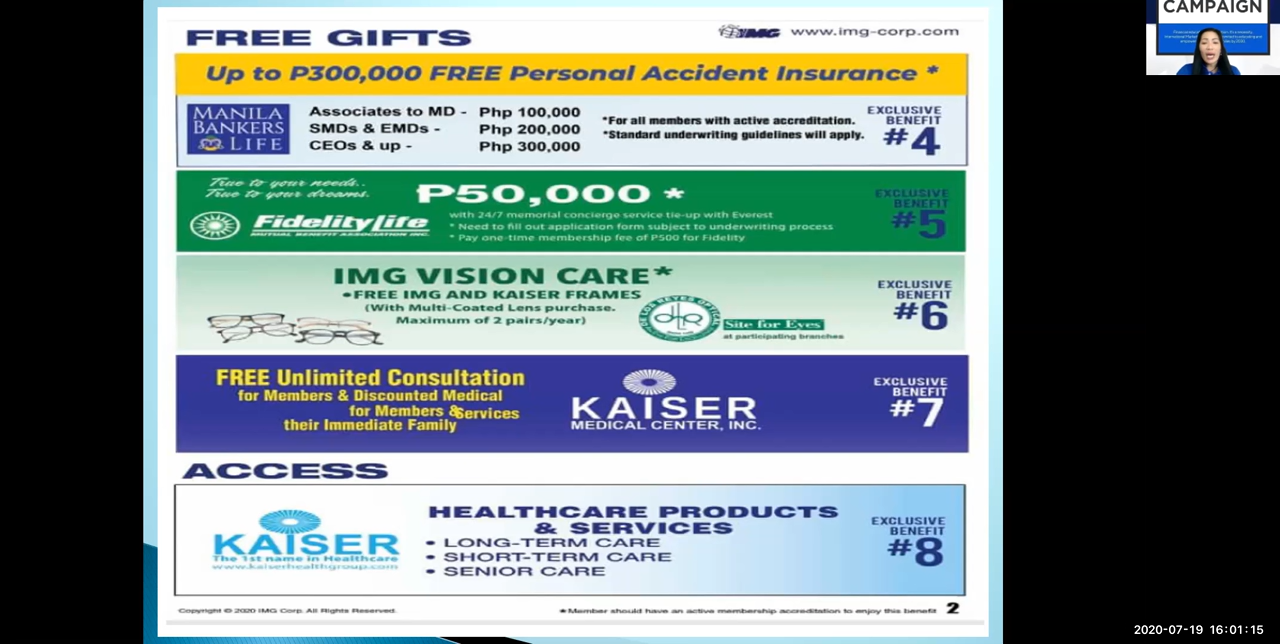 CAMPAIGN
FREE GIFTS
IMG www.img-corp.com
Up to P300,000 FREE Personal Accident Insurance *
MANILA
BANKERS
LIFE
Associates to MD - Php 100,000
SMDs & EMDs - Php 200,000
CEOs & up - Php 300,000
*For all members with active accreditation.
*Standard underwriting guidelines will apply.
EXCLUSIVE
BENEFIT
#4
True to your needs..
True to your dreams.
FidelityLife
MUTUAL BENEFIT ASSOCIATION INC.
₱50,000 *
with 24/7 memorial concierge service tie-up with Everest
* Need to fill out application form subject to underwriting process
* Pay one-time membership fee of P500 for Fidelity
EXCLUSIVE
BENEFIT
#5
IMG VISION CARE*
•FREE IMG AND KAISER FRAMES
(With Multi-Coated Lens purchase.
Maximum of 2 pairs/year)
Site for Eyes
at participating branches
EXCLUSIVE
BENEFIT
#6
FREE Unlimited Consultation
for Members & Discounted Medical
for Members & Services
their Immediate Family
KAISER
MEDICAL CENTER, INC.
EXCLUSIVE
BENEFIT
#7
ACCESS
KAISER
The 1st name in Healthcare
www.kaiserhealthgroup.com
HEALTHCARE PRODUCTS
& SERVICES
• LONG-TERM CARE
• SHORT-TERM CARE
• SENIOR CARE
EXCLUSIVE
BENEFIT
#8
Copyright © 2020 IMG Corp. All Rights Reserved.
*Member should have an active membership accreditation to enjoy this benefit 2
2020-07-19 16:01:15